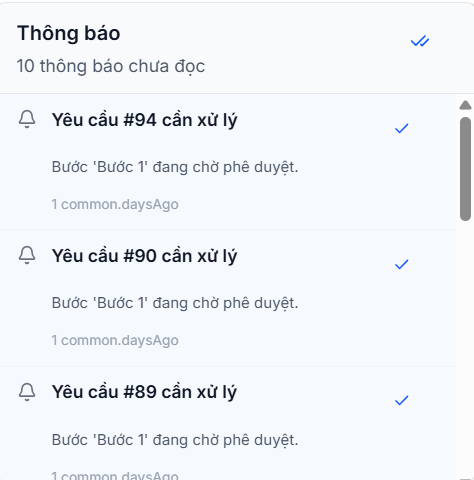 Thông báo
10 thông báo chưa đọc
Yêu cầu #94 cần xử lý
Bước 'Bước 1' đang chờ phê duyệt.
1 common.daysAgo
Yêu cầu #90 cần xử lý
Bước 'Bước 1' đang chờ phê duyệt.
1 common.daysAgo
Yêu cầu #89 cần xử lý
Bước 'Bước 1' đang chờ phê duyệt.
1 common.daysAgo